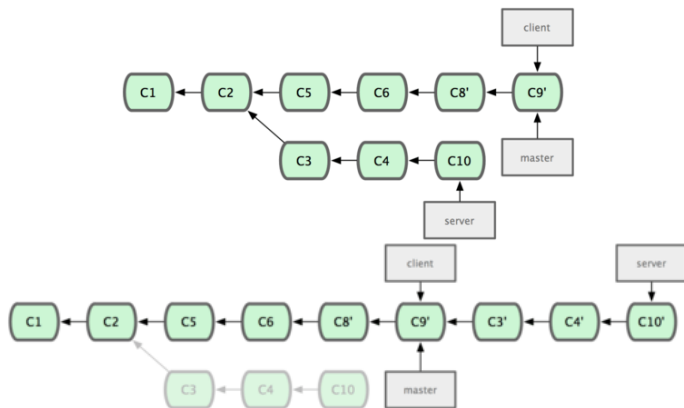 client
C1 C2 C5 C6 C8' C9'
C3 C4 C10
master
server
client server
C1 C2 C5 C6 C8' C9' C3' C4' C10'
C3 C4 C10 master